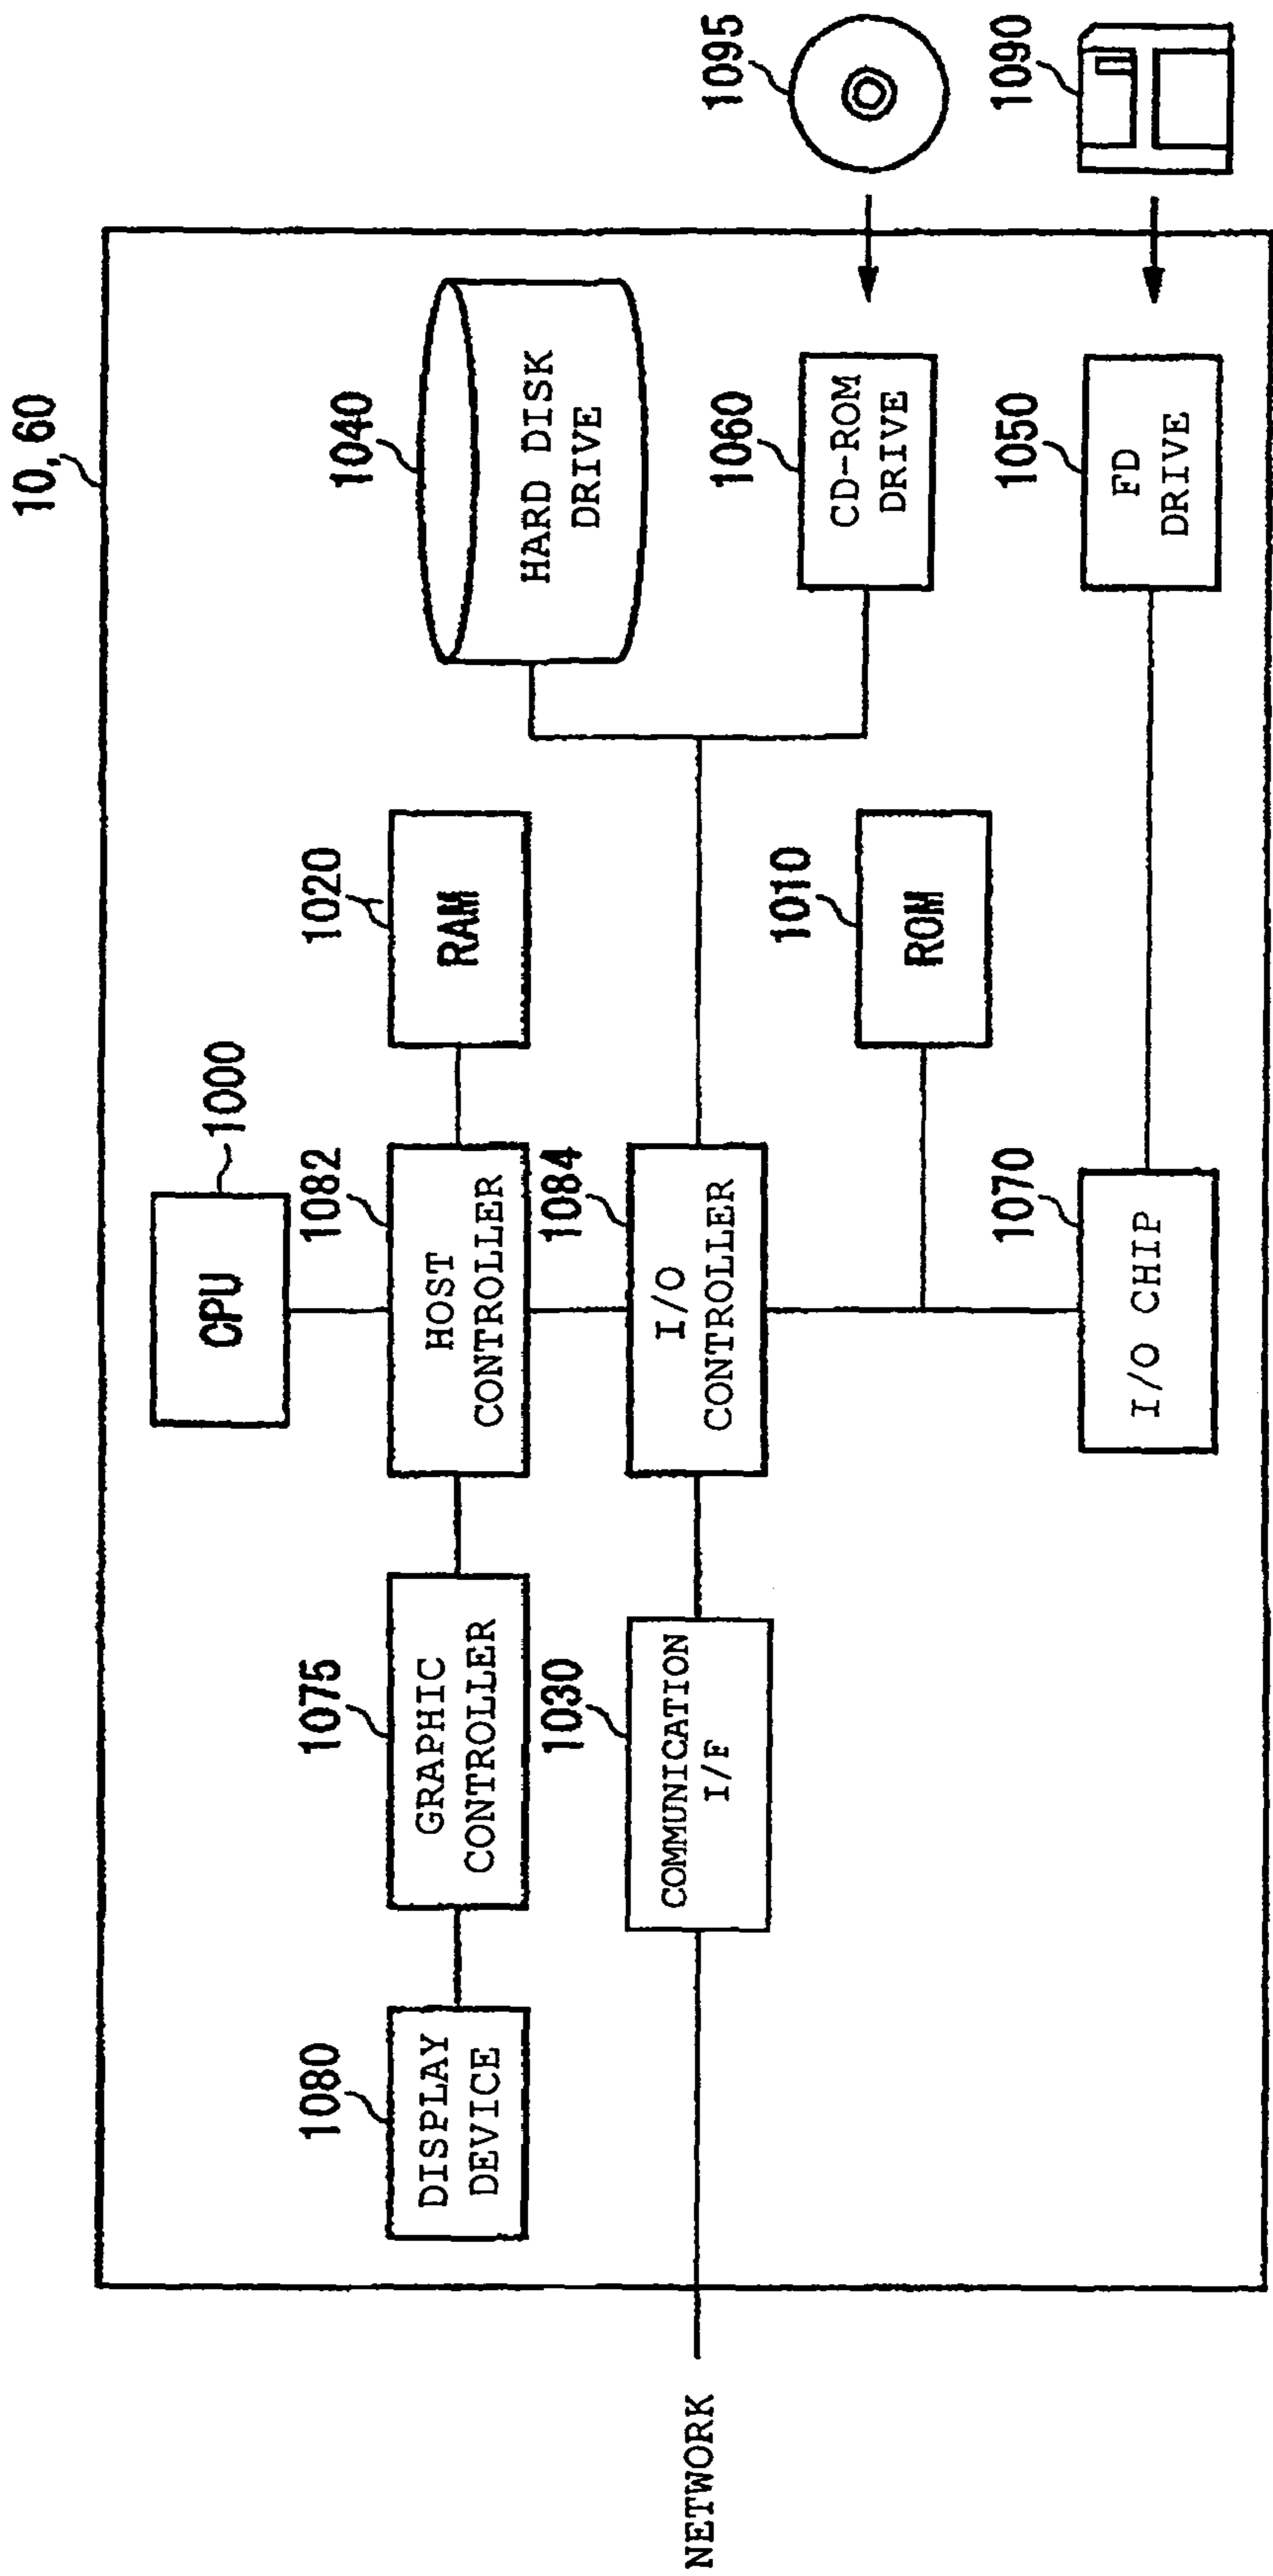 10, 60
CPU
1000
1080
DISPLAY
DEVICE
1075
GRAPHIC
CONTROLLER
1082
HOST
CONTROLLER
1020
RAM
1040
HARD DISK
DRIVE
NETWORK
1030
COMMUNICATION
I/F
1084
I/O
CONTROLLER
1010
ROM
1060
CD-ROM
DRIVE
1095
1070
I/O CHIP
1050
FD
DRIVE
1090